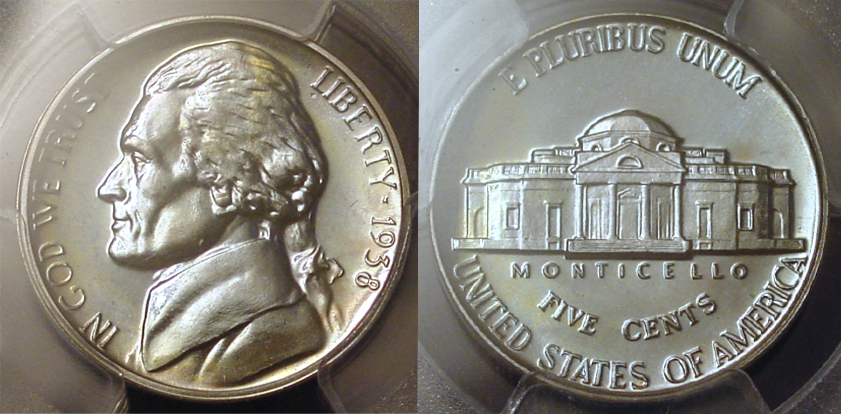 IN GOD WE TRUST
LIBERTY · 1938
E PLURIBUS UNUM
MONTICELLO
FIVE CENTS
UNITED STATES OF AMERICA